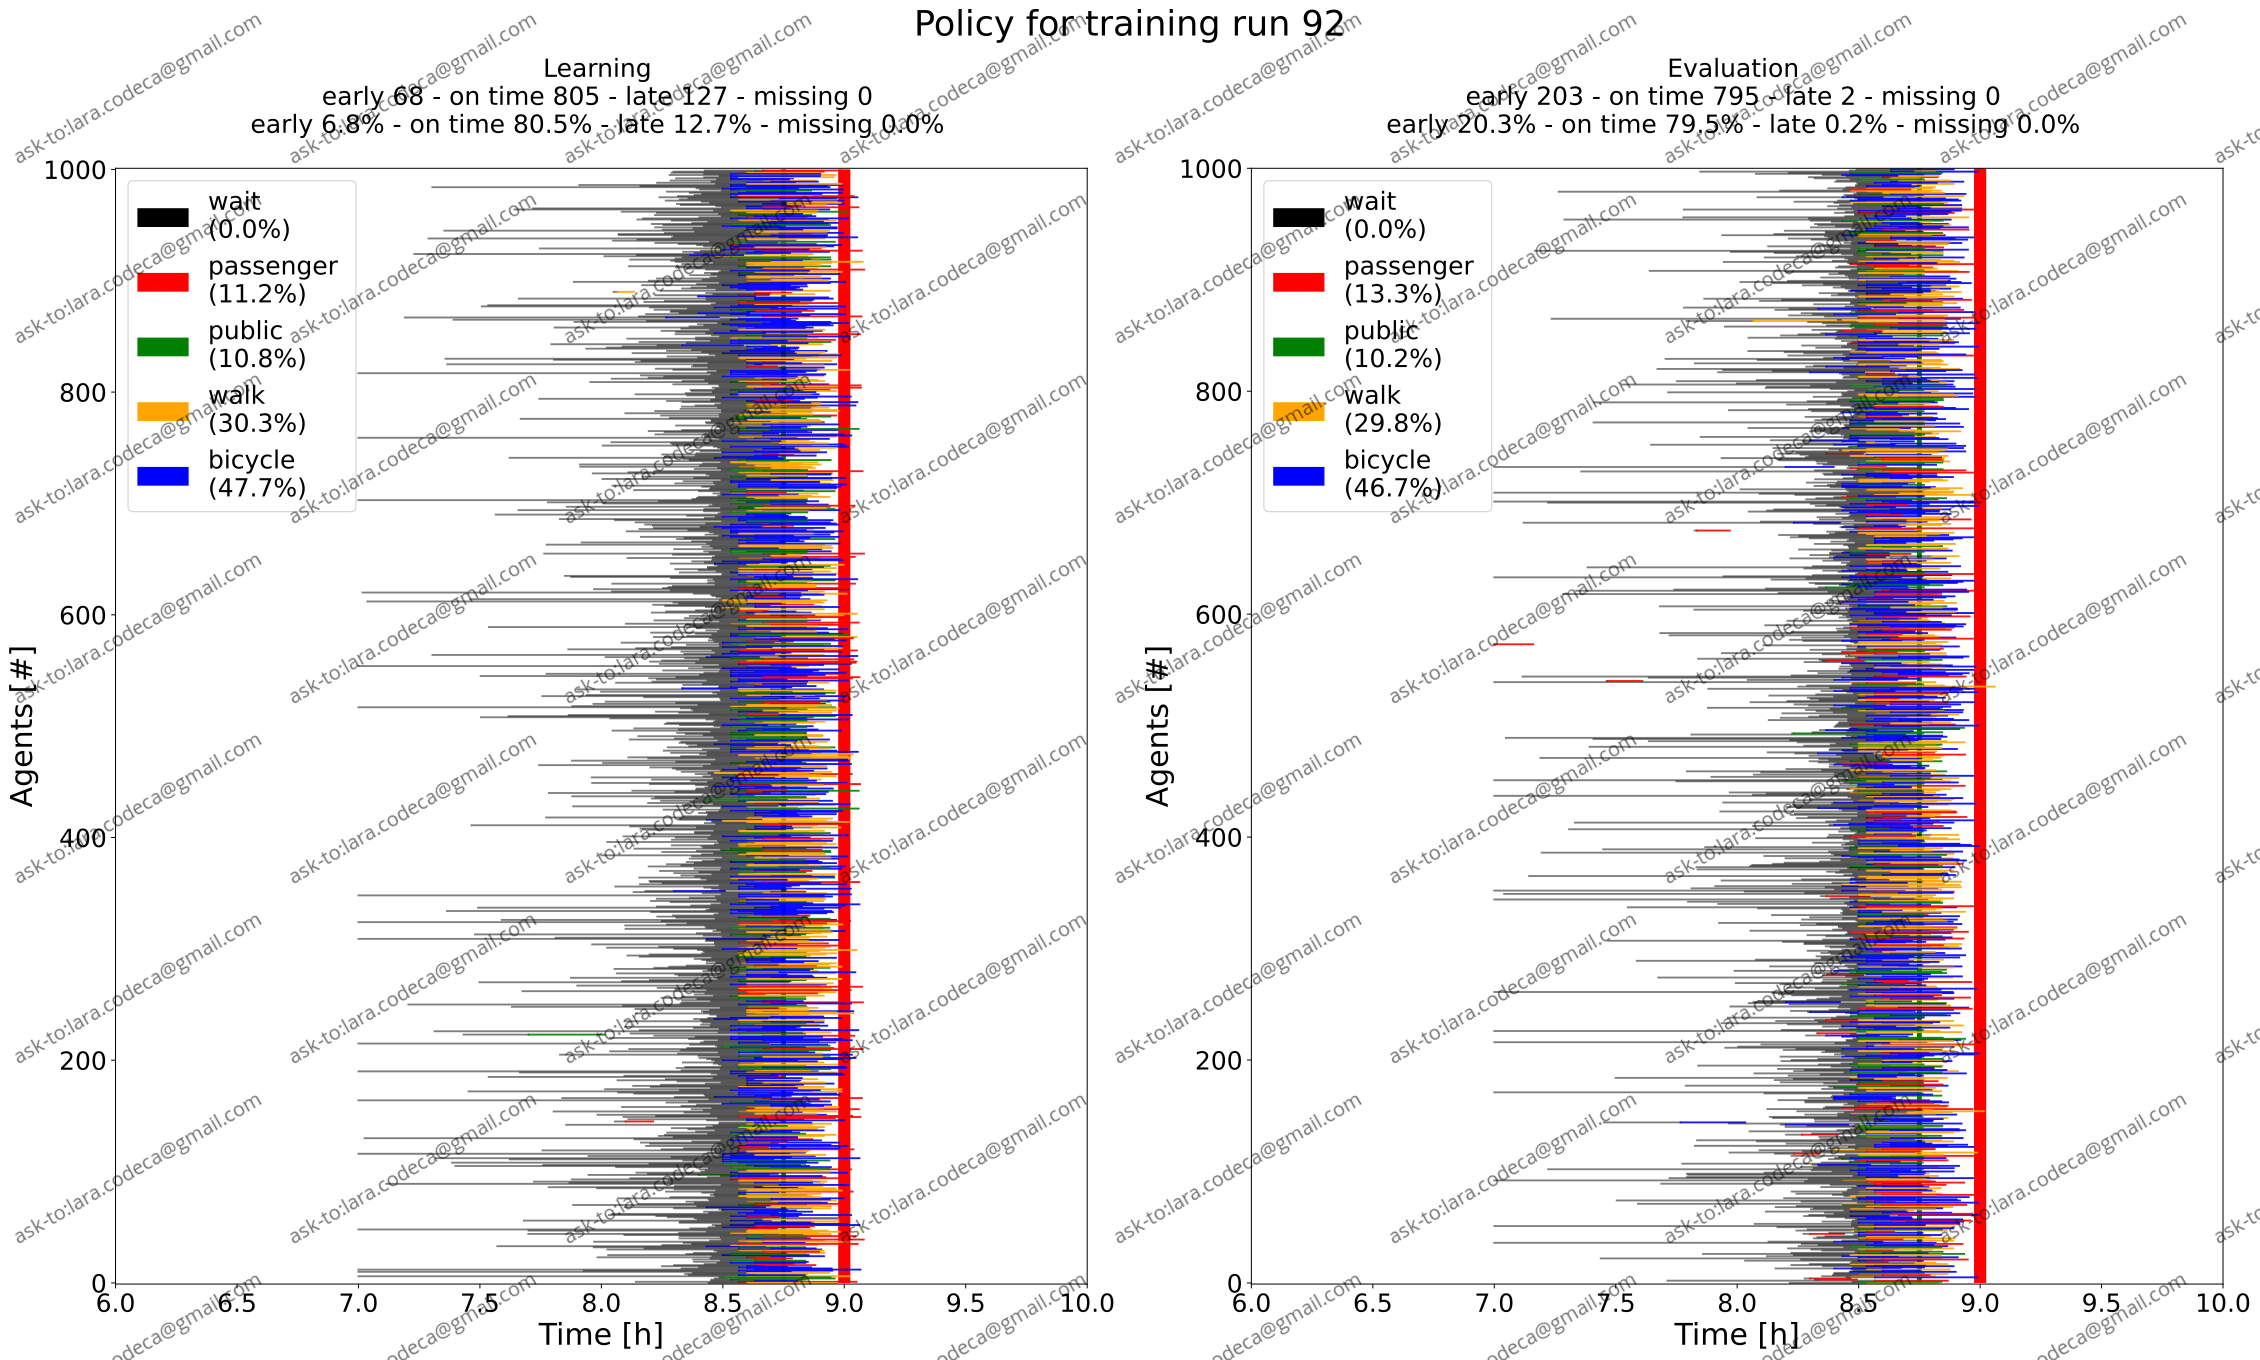 Policy for training run 92
Learning
early 68 - on time 805 - late 127 - missing 0
early 6.8% - on time 80.5% - late 12.7% - missing 0.0%
wait
(0.0%)
passenger
(11.2%)
public
(10.8%)
walk
(30.3%)
bicycle
(47.7%)
Agents [#]
1000
800
600
400
200
0
6.0 6.5 7.0 7.5 8.0 8.5 9.0 9.5 10.0
Time [h]
Evaluation
early 203 - on time 795 - late 2 - missing 0
early 20.3% - on time 79.5% - late 0.2% - missing 0.0%
wait
(0.0%)
passenger
(13.3%)
public
(10.2%)
walk
(29.8%)
bicycle
(46.7%)
Agents [#]
1000
800
600
400
200
0
6.0 6.5 7.0 7.5 8.0 8.5 9.0 9.5 10.0
Time [h]
ask-to:lara.codeca@gmail.com